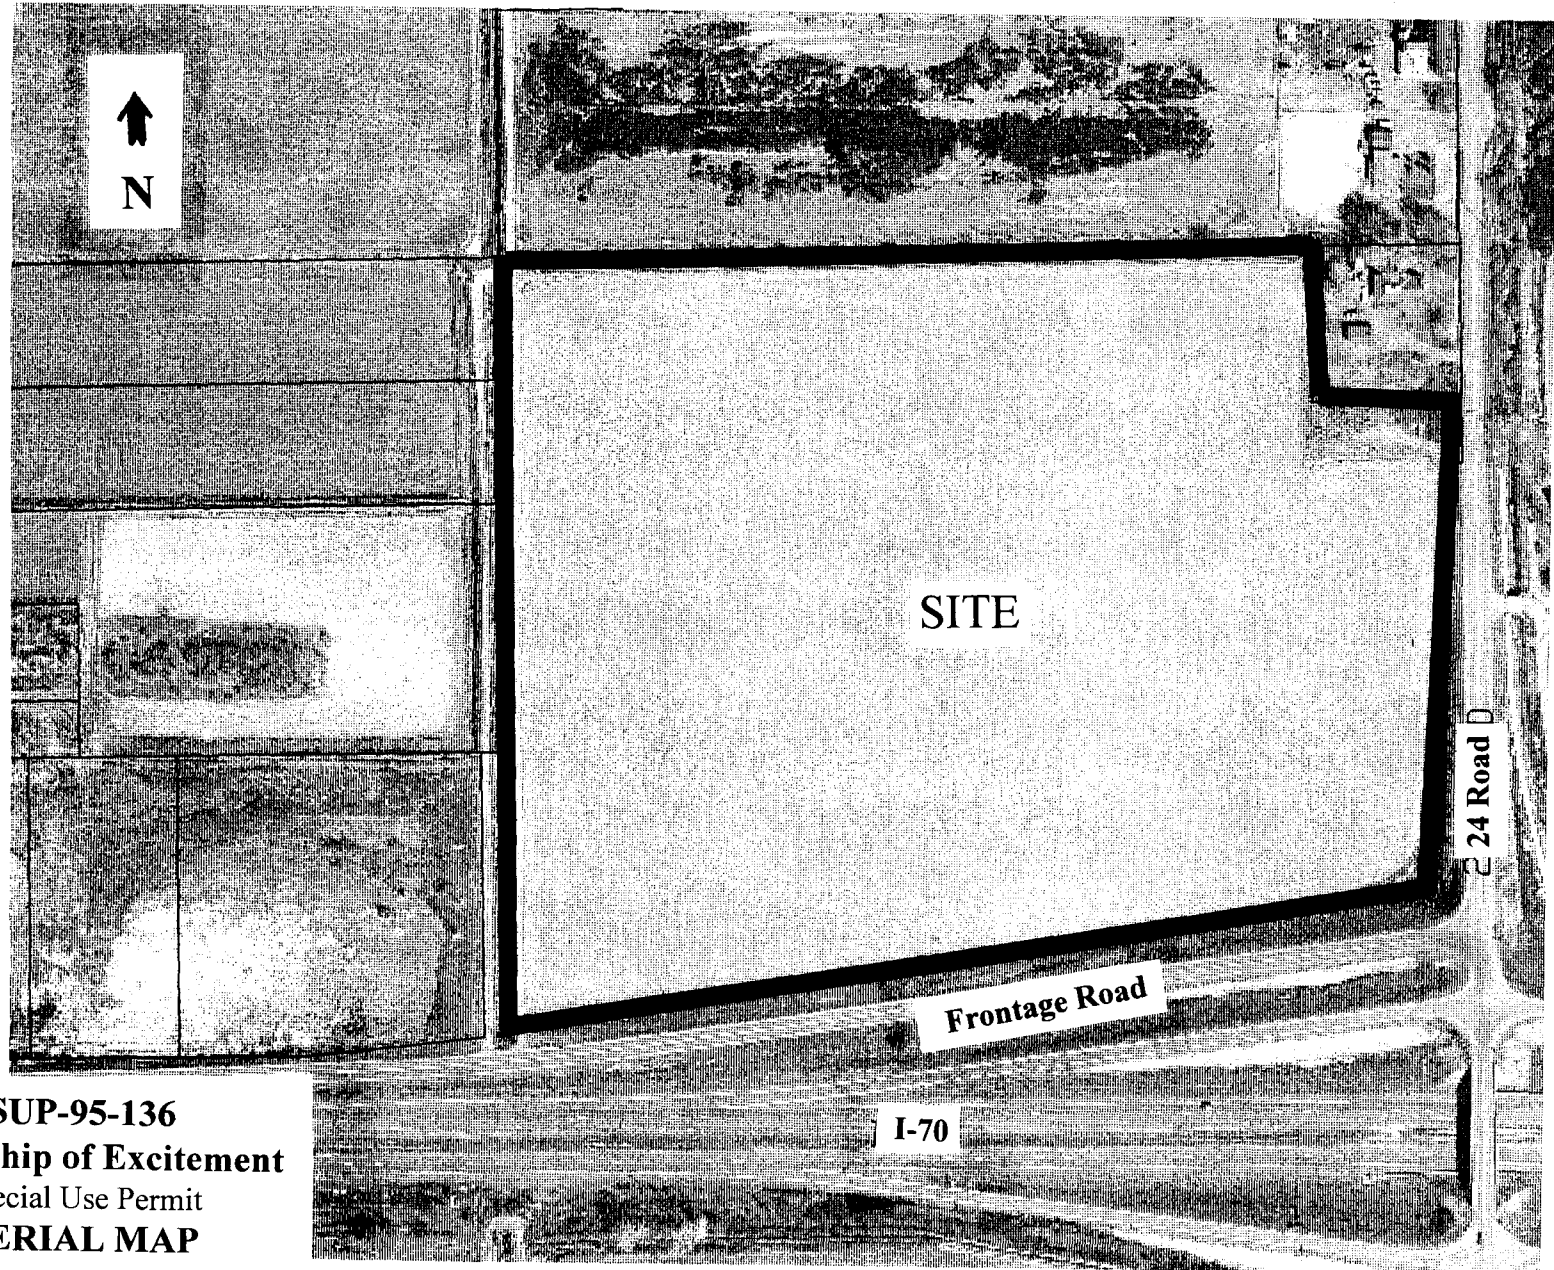 N
SITE
24 Road
Frontage Road
I-70
SUP-95-136
hip of Excitement
ecial Use Permit
ERIAL MAP